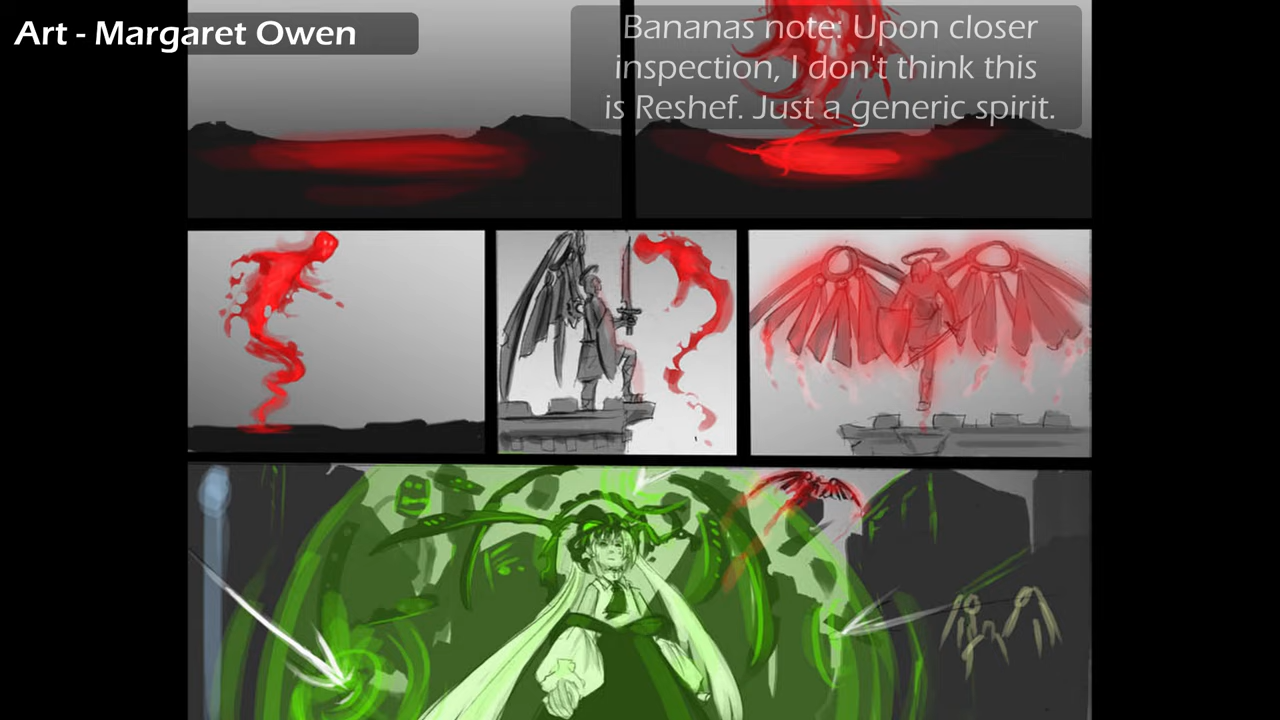 Art - Margaret Owen
Bananas note: Upon closer
inspection, I don't think this
is Reshef. Just a generic spirit.